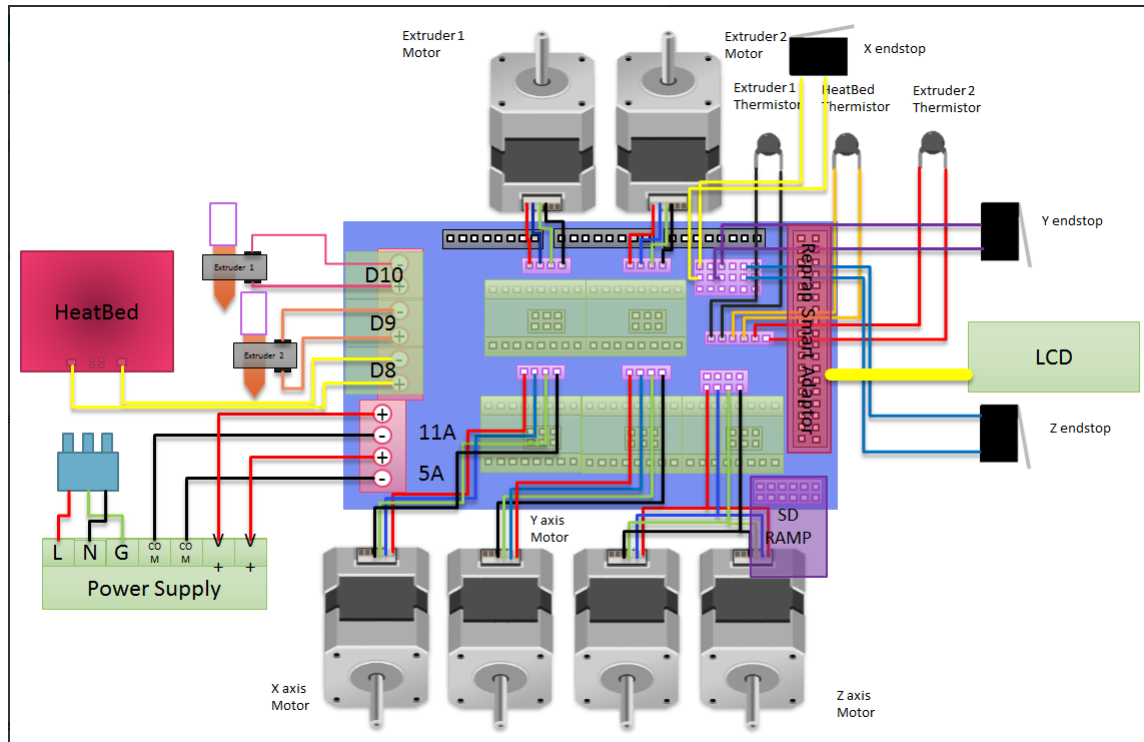 Extruder 1
Motor
Extruder 2
Motor
X endstop
Extruder 1
Thermistor
HeatBed
Thermistor
Extruder 2
Thermistor
Y endstop
Extruder 1
D10
HeatBed
D9
Extruder 2
D8
Reprap Smart Adaptor
LCD
+
-
+
-
11A
5A
Z endstop
L
N
G
CO
M
CO
M
V
+
V
+
Power Supply
SD
RAMP
X axis
Motor
Y axis
Motor
Z axis
Motor